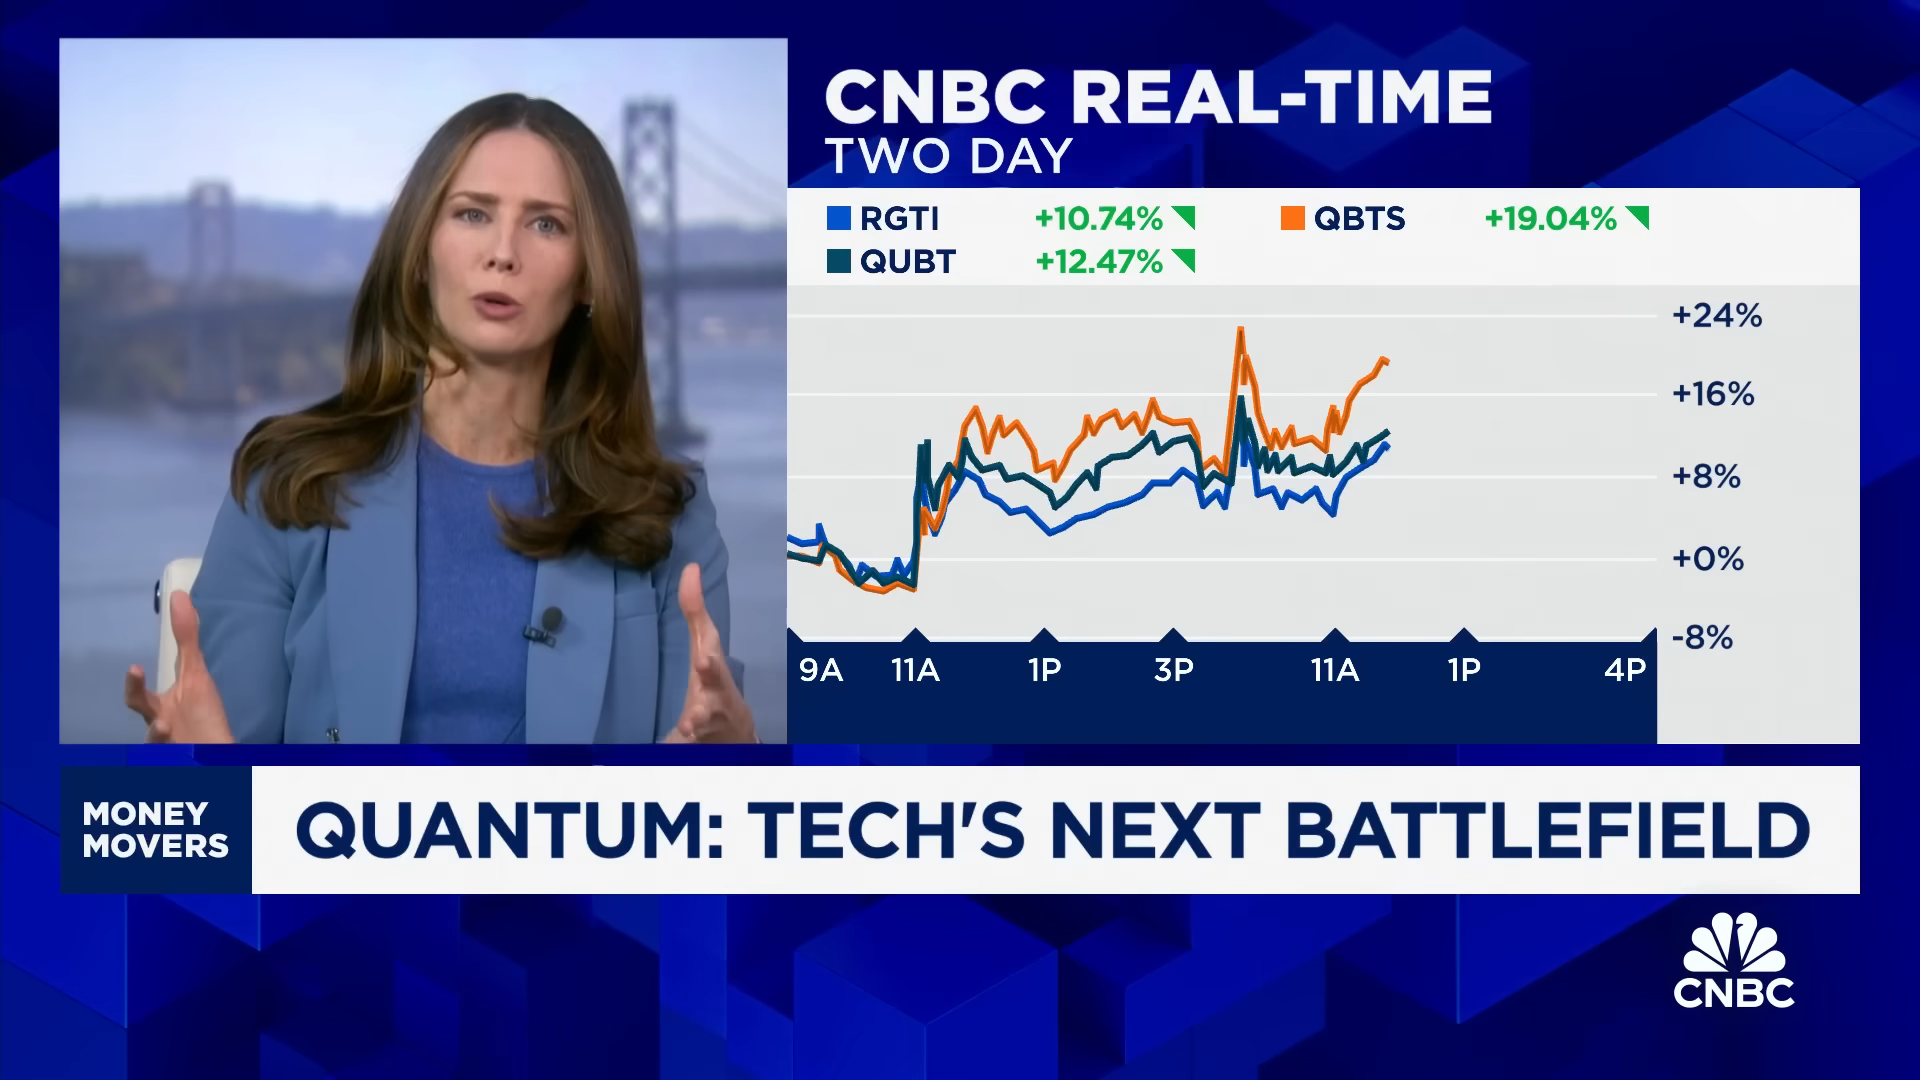 CNBC REAL-TIME
TWO DAY
RGTI +10.74% QBTS +19.04%
QUBT +12.47%
+24%
+16%
+8%
+0%
-8%
9A 11A 1P 3P 11A 1P 4P
MONEY
MOVERS
QUANTUM: TECH'S NEXT BATTLEFIELD
CNBC